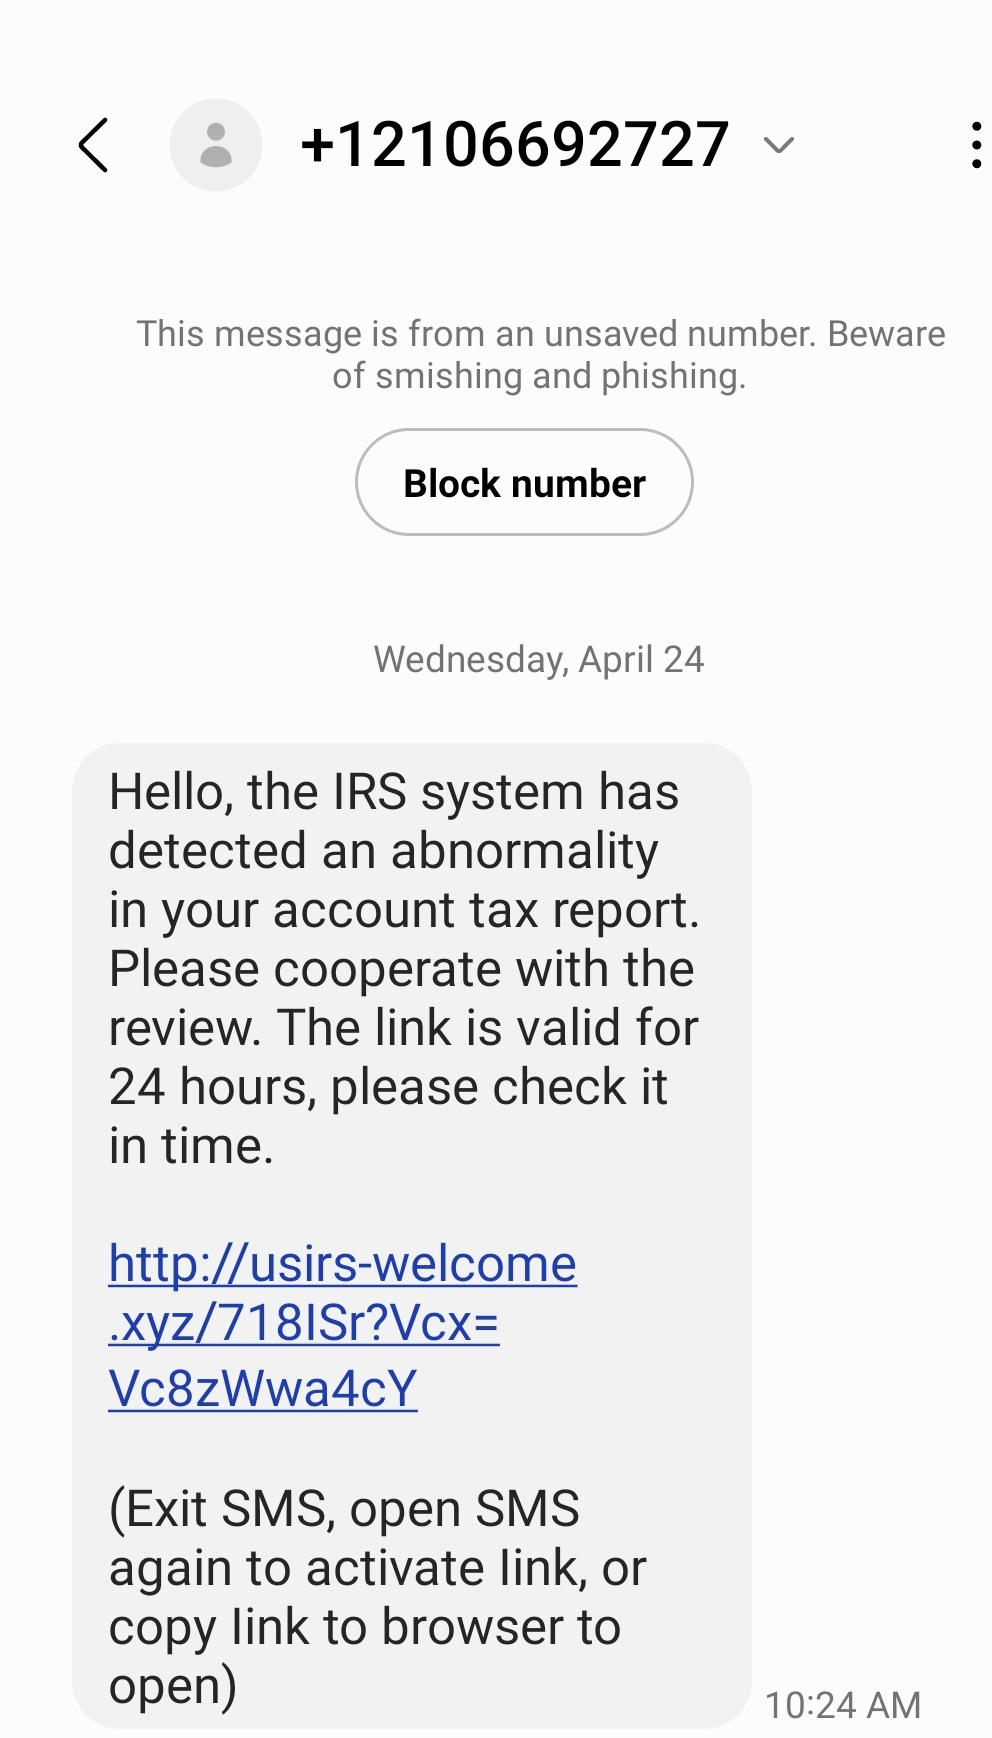 +12106692727
This message is from an unsaved number. Beware
of smishing and phishing.
Block number
Wednesday, April 24
Hello, the IRS system has
detected an abnormality
in your account tax report.
Please cooperate with the
review. The link is valid for
24 hours, please check it
in time.
http://usirs-welcome
.xyz/718ISr?Vcx=
Vc8zWwa4cY
(Exit SMS, open SMS
again to activate link, or
copy link to browser to
open)
10:24 AM